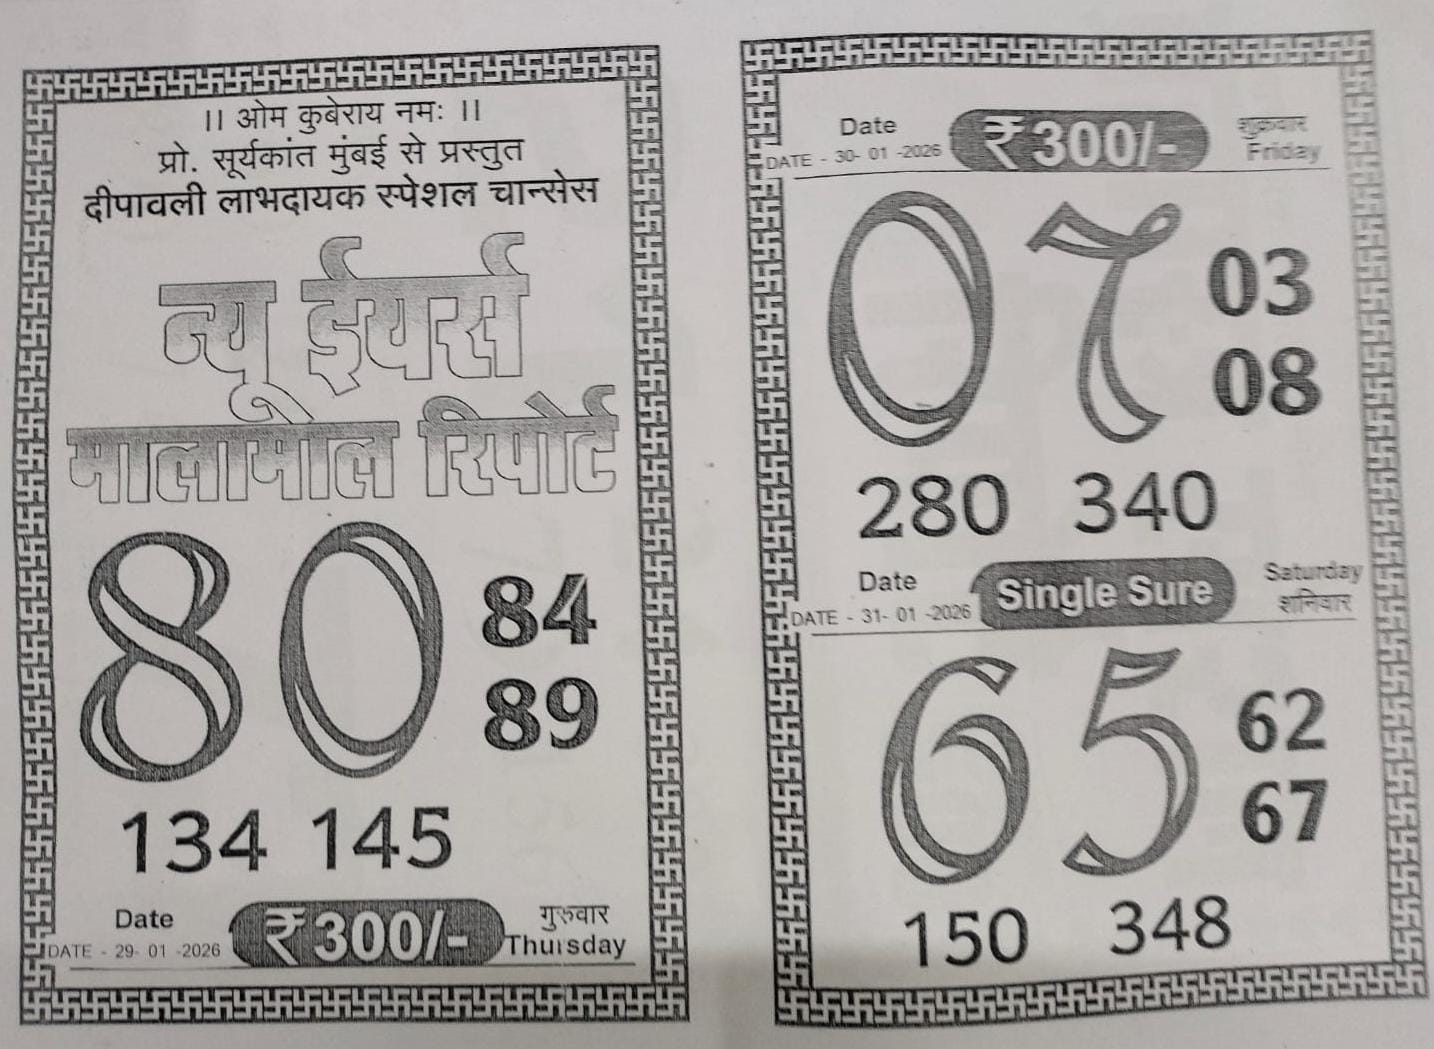 ।। ओम कुबेराय नमः ।।
प्रो. सूर्यकांत मुंबई से प्रस्तुत
दीपावली लाभदायक स्पेशल चान्सेस
न्यू ईयर्स
मालामाल रिपोर्ट
80
84
89
134 145
Date ₹300/- गुरुवार
DATE - 29- 01 -2026 Thursday
Date ₹300/- शुक्रवार
DATE - 30- 01 -2026 Friday
07
03
08
280 340
Date Single Sure Saturday
DATE - 31- 01 -2026 शनिवार
65
62
67
150 348